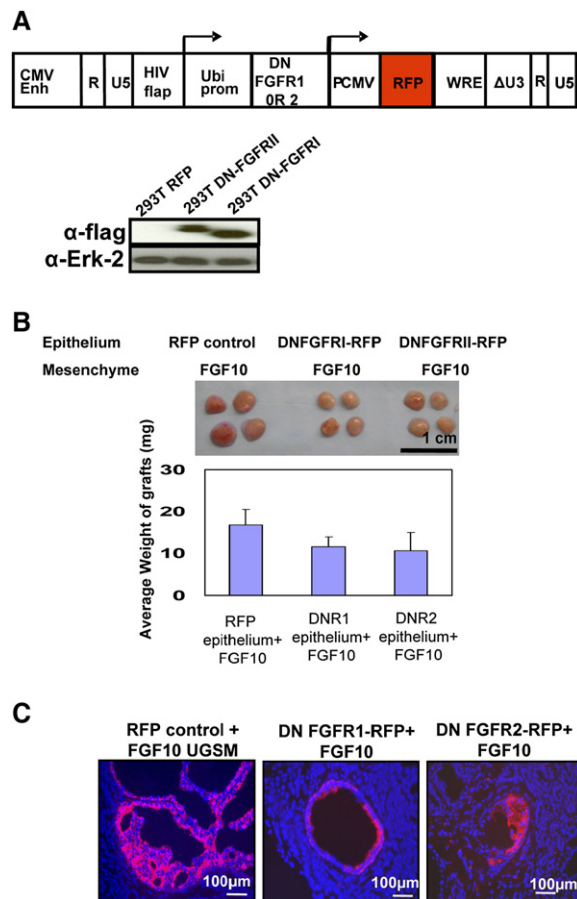 A
CMV Enh R U5 HIV flap Ubi prom DN FGFR1 0R 2 PCMV RFP WRE ΔU3 R U5
293T RFP
293T DN-FGFRII
293T DN-FGFRI
α-flag
α-Erk-2
B
Epithelium RFP control DNFGFRI-RFP DNFGFRII-RFP
Mesenchyme FGF10 FGF10 FGF10
1 cm
Average Weight of grafts (mg)
30
20
10
0
RFP epithelium+ FGF10
DNR1 epithelium+ FGF10
DNR2 epithelium+ FGF10
C
RFP control + FGF10 UGSM
DN FGFR1-RFP+ FGF10
DN FGFR2-RFP+ FGF10
100µm
100µm
100µm